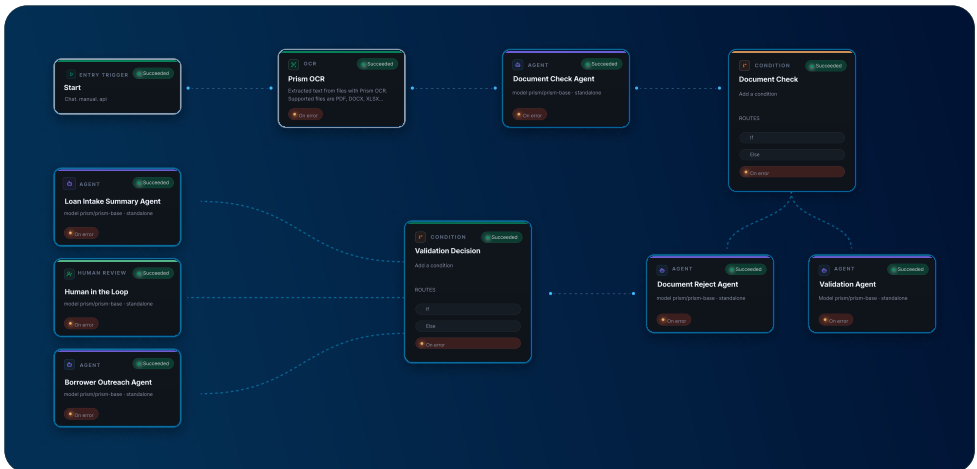 ENTRY TRIGGER
Succeeded
Start
Chat, manual, api
OCR
Succeeded
Prism OCR
Extracted text from files with Prism OCR.
Supported files are PDF, DOCX, XLSX...
On error
AGENT
Succeeded
Document Check Agent
model prism/prism-base · standalone
On error
CONDITION
Succeeded
Document Check
Add a condition
ROUTES
If
Else
On error
AGENT
Succeeded
Loan Intake Summary Agent
model prism/prism-base · standalone
On error
HUMAN REVIEW
Succeeded
Human in the Loop
model prism/prism-base · standalone
On error
AGENT
Succeeded
Borrower Outreach Agent
model prism/prism-base · standalone
On error
CONDITION
Succeeded
Validation Decision
Add a condition
ROUTES
If
Else
On error
AGENT
Succeeded
Document Reject Agent
model prism/prism-base · standalone
On error
AGENT
Succeeded
Validation Agent
Model prism/prism-base · standalone
On error